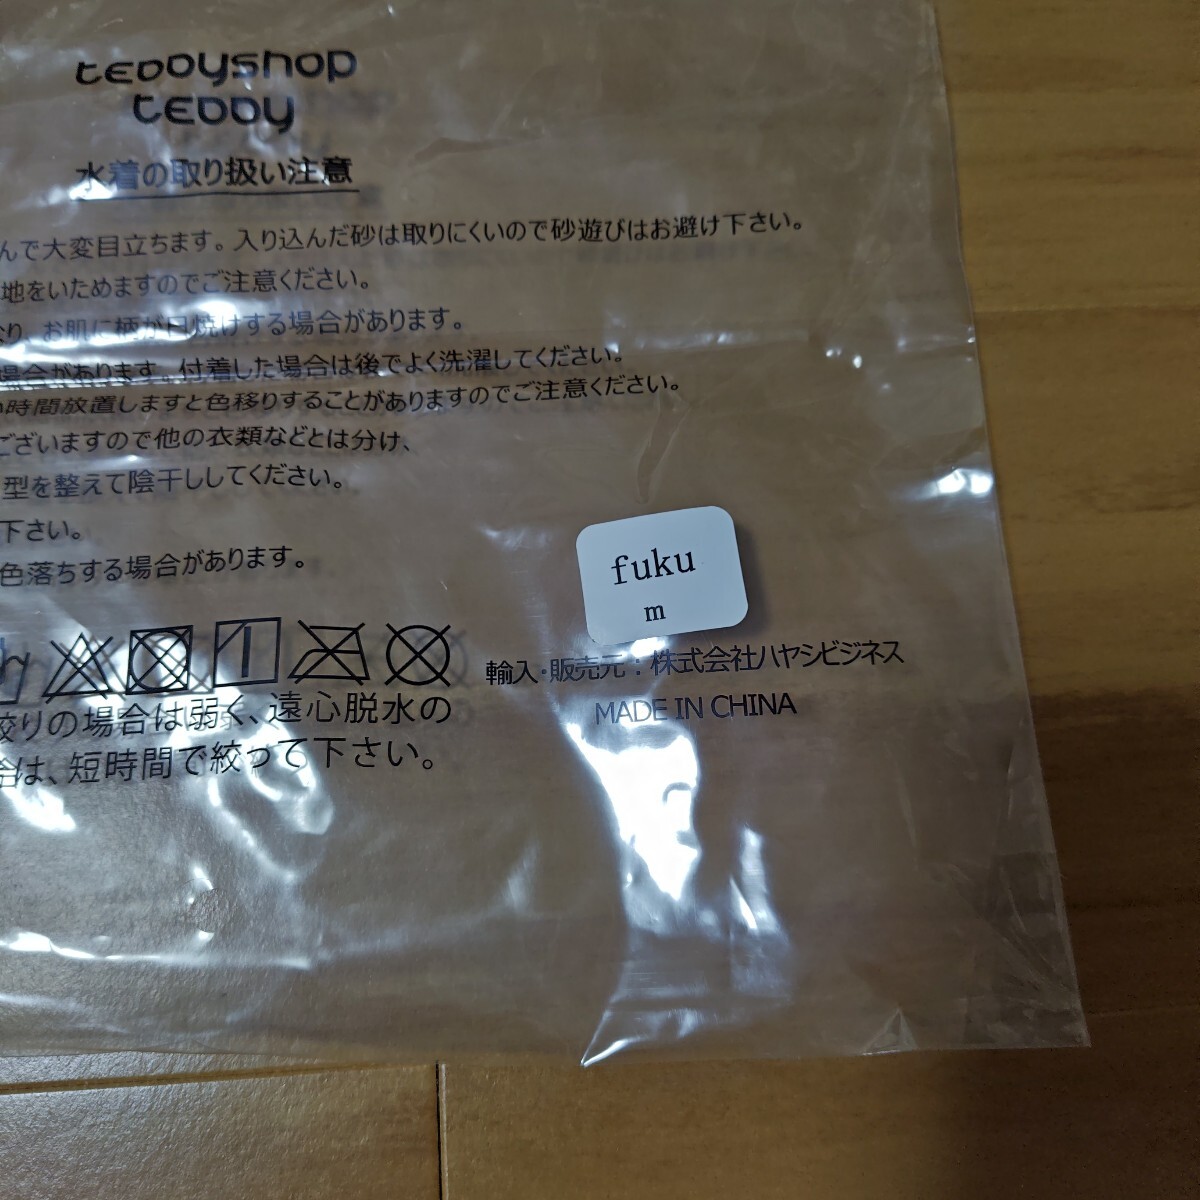 teddyshop
teddy
水着の取り扱い注意
んで大変目立ちます。入り込んだ砂は取りにくいので砂遊びはお避け下さい。
地をいためますのでご注意ください。
なり、お肌に柄が日焼けする場合があります。
場合があります。付着した場合は後でよく洗濯してください。
い時間放置しますと色移りすることがありますのでご注意ください。
ございますので他の衣類などとは分け、
型を整えて陰干ししてください。
下さい。
色落ちする場合があります。
絞りの場合は弱く、遠心脱水の
合は、短時間で絞って下さい。
fuku
m
輸入・販売元：株式会社ハヤシビジネス
MADE IN CHINA